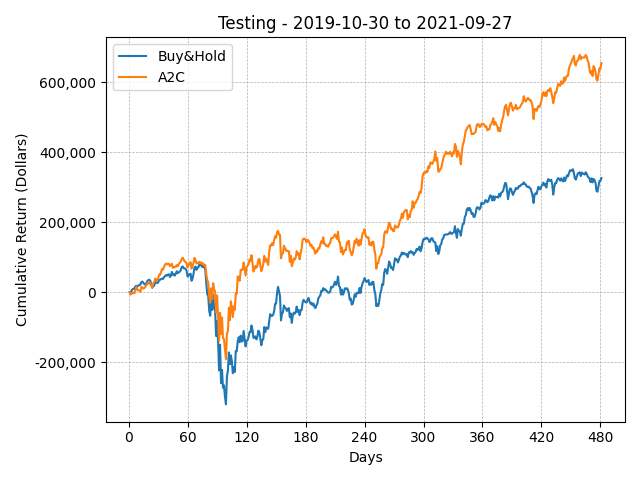 Testing - 2019-10-30 to 2021-09-27
Buy&Hold
A2C
Cumulative Return (Dollars)
600,000
400,000
200,000
0
-200,000
0 60 120 180 240 300 360 420 480
Days